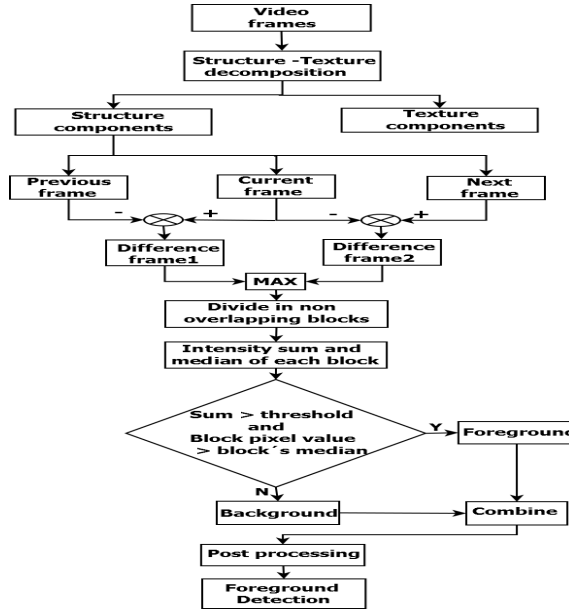 Video
frames
Structure -Texture
decomposition
Structure
components
Texture
components
Previous
frame
Current
frame
Next
frame
-
+
-
+
Difference
frame1
Difference
frame2
MAX
Divide in non
overlapping blocks
Intensity sum and
median of each block
Sum > threshold
and
Block pixel value
> block´s median
Y
Foreground
N
Background
Combine
Post processing
Foreground
Detection